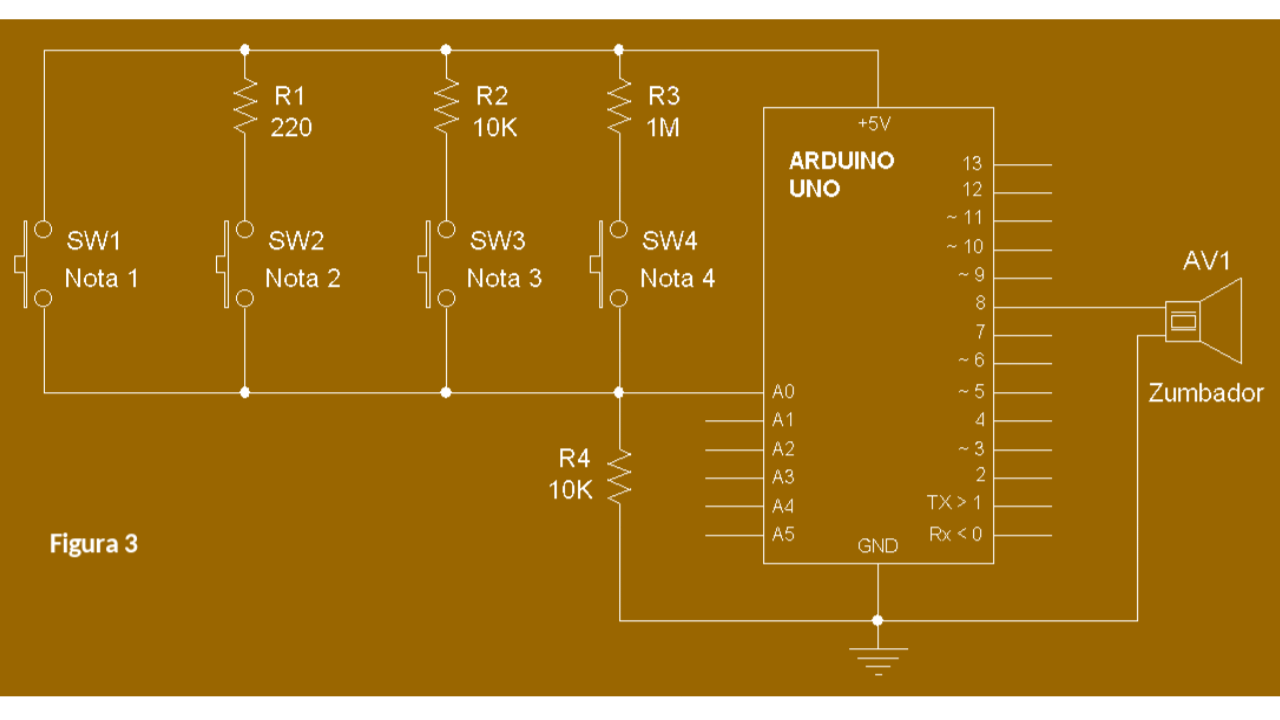 R1
220
R2
10K
R3
1M
+5V
ARDUINO
UNO
13
12
~ 11
~ 10
~ 9
8
7
~ 6
~ 5
4
~ 3
2
TX > 1
Rx < 0
SW1
Nota 1
SW2
Nota 2
SW3
Nota 3
SW4
Nota 4
AV1
Zumbador
A0
A1
A2
A3
A4
A5
GND
R4
10K
Figura 3